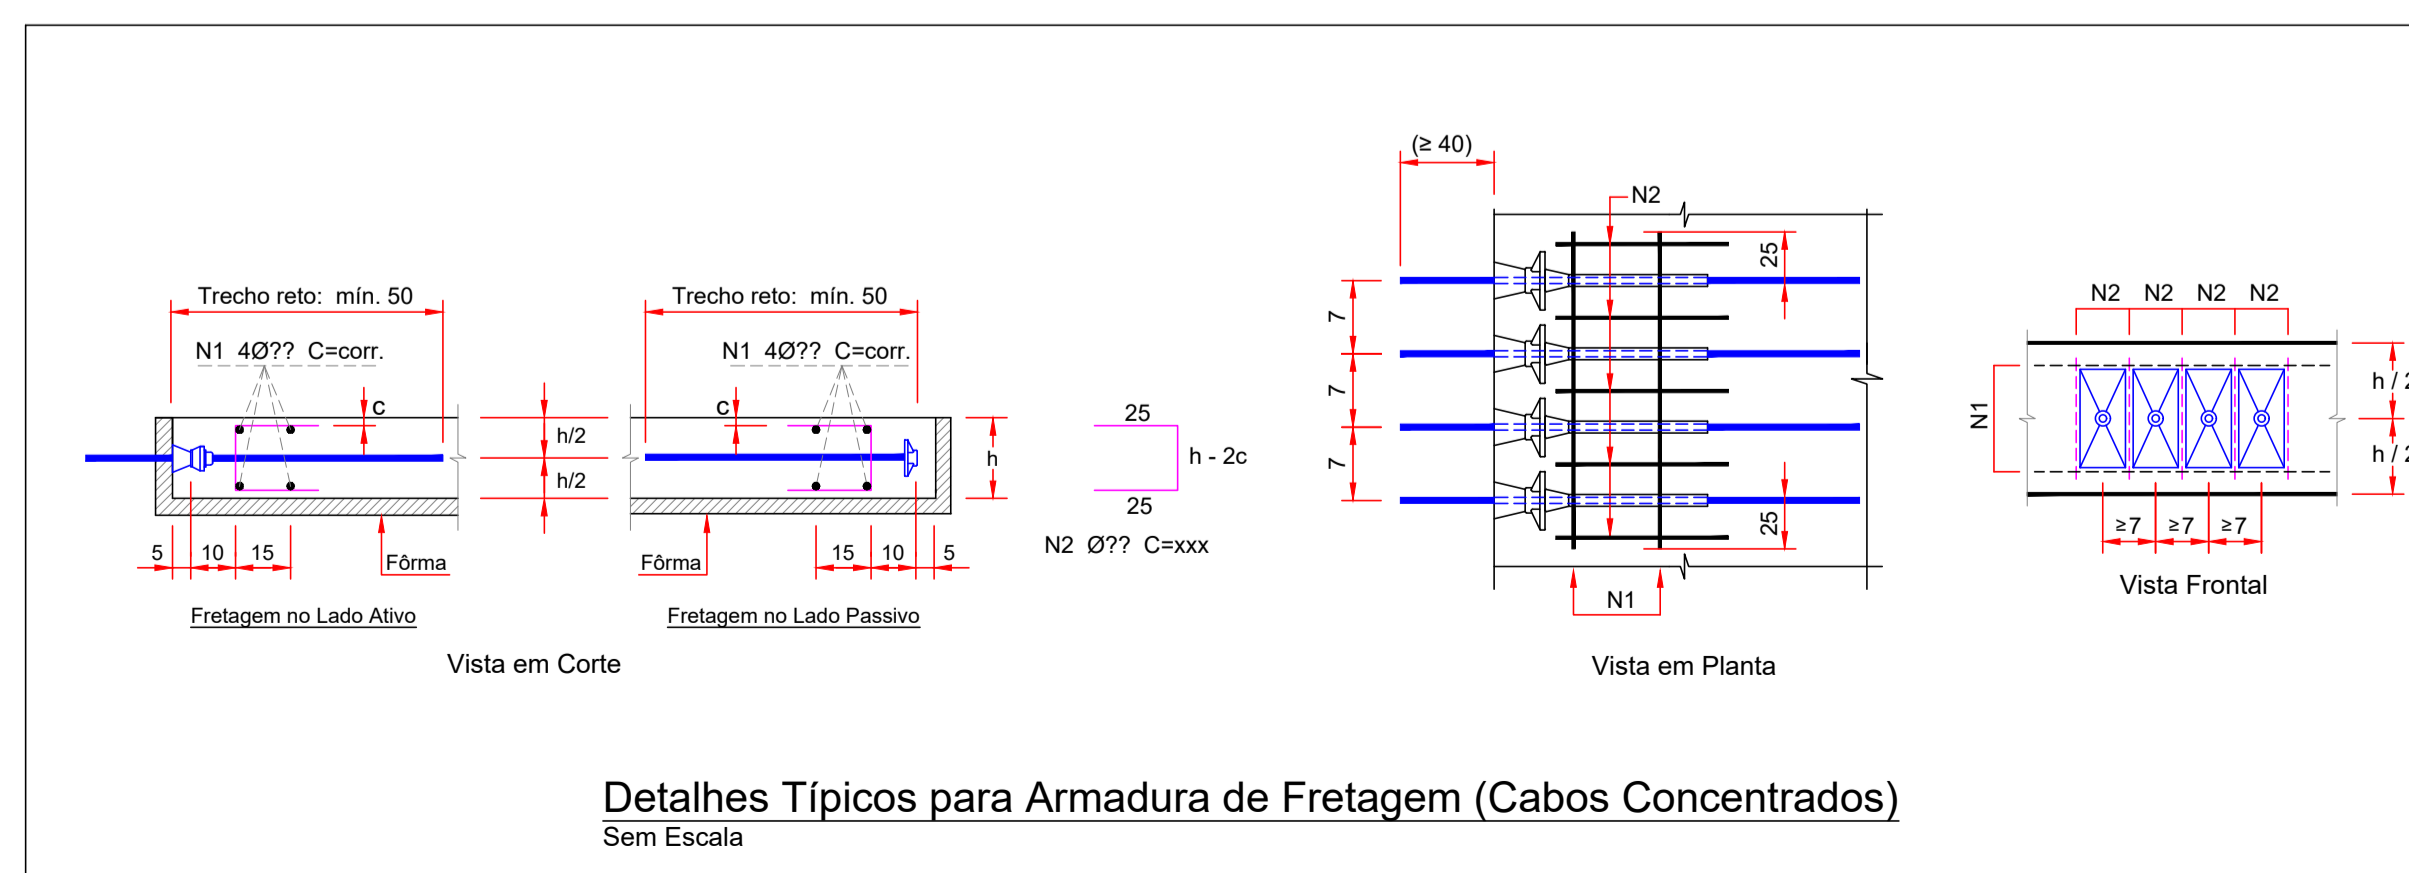 (≥ 40)
N2
25
Trecho reto:  mín. 50
Trecho reto:  mín. 50
N2 N2 N2 N2
7
N1  4Ø??  C=corr.
N1  4Ø??  C=corr.
c
c
h/2
h/2
h
25
h - 2c
25
N2  Ø??  C=xxx
7
7
25
N1
N1
h / 2
h / 2
≥7 ≥7 ≥7
5 10 15
Fôrma
Fôrma
15 10 5
Vista Frontal
Fretagem no Lado Ativo
Fretagem no Lado Passivo
Vista em Corte
Vista em Planta
Detalhes Típicos para Armadura de Fretagem (Cabos Concentrados)
Sem Escala